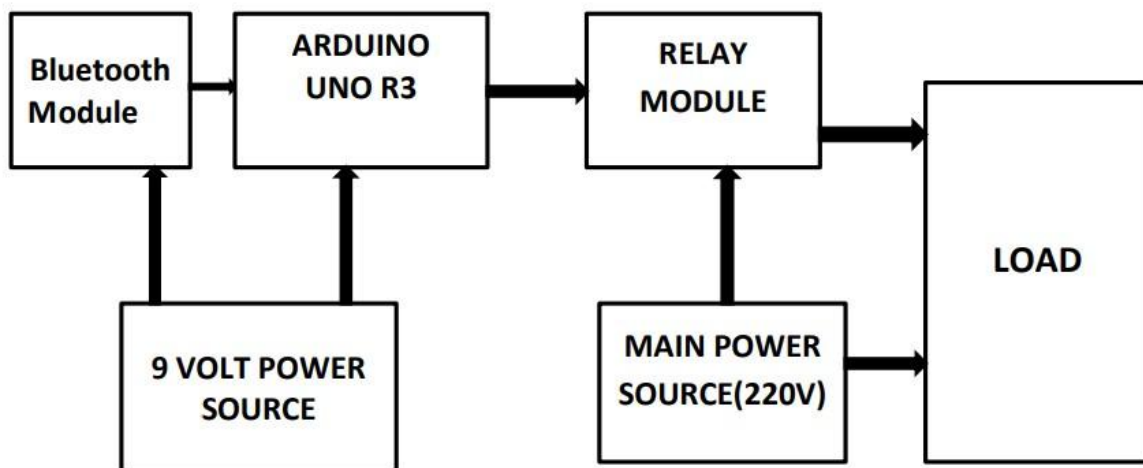 Bluetooth
Module
ARDUINO
UNO R3
RELAY
MODULE
LOAD
9 VOLT POWER
SOURCE
MAIN POWER
SOURCE(220V)